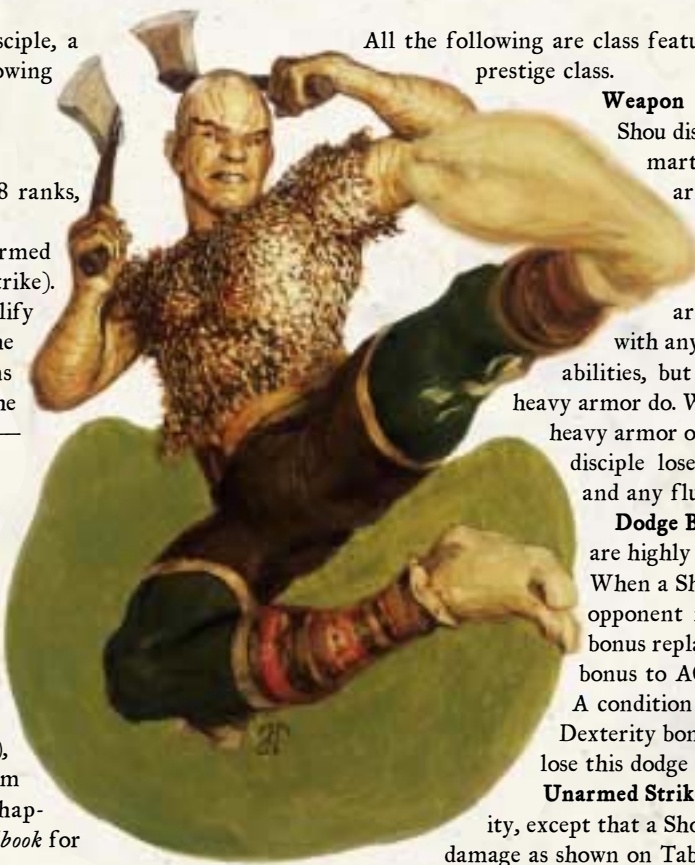 sciple, a
owing
8 ranks,
rmed
trike).
lify
ne
ns
he
—
),
m
hap-
book for
All the following are class featu
prestige class.
Weapon
Shou dis
mart
ar
ar
with any
abilities, but
heavy armor do. W
heavy armor o
disciple lose
and any flu
Dodge B
are highly
When a Sh
opponent
bonus repla
bonus to A
A condition
Dexterity bon
lose this dodge
Unarmed Strik
ity, except that a Sho
damage as shown on Tab